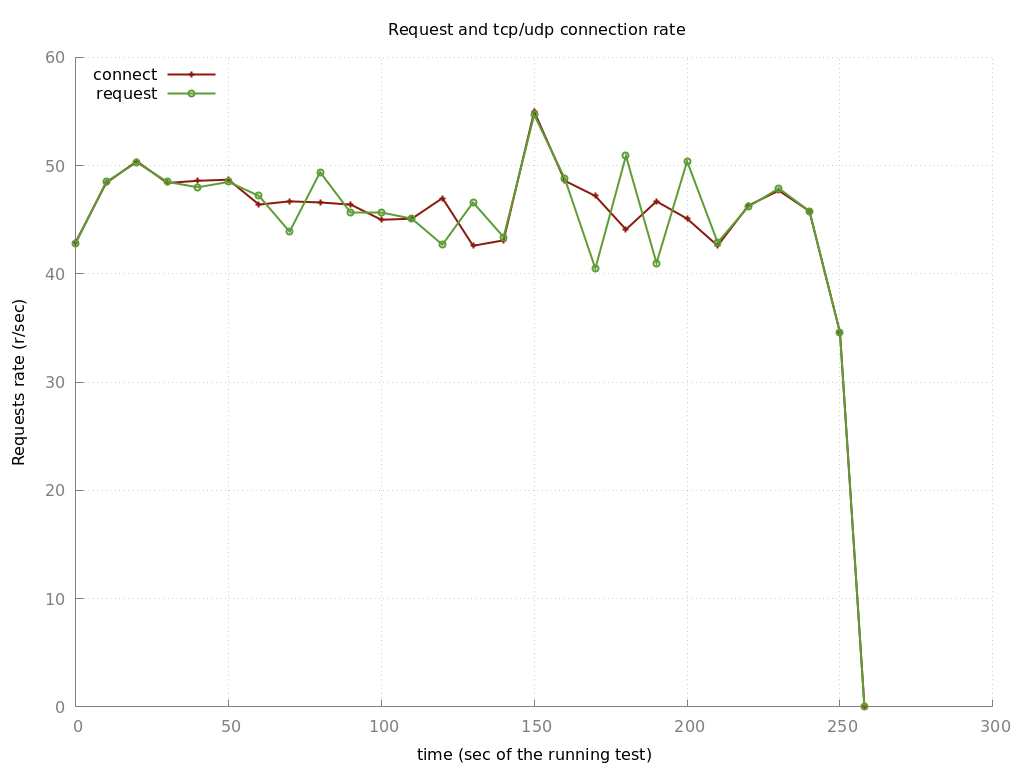 Request and tcp/udp connection rate
60
50
40
30
20
10
0
connect
request
Requests rate (r/sec)
0 50 100 150 200 250 300
time (sec of the running test)